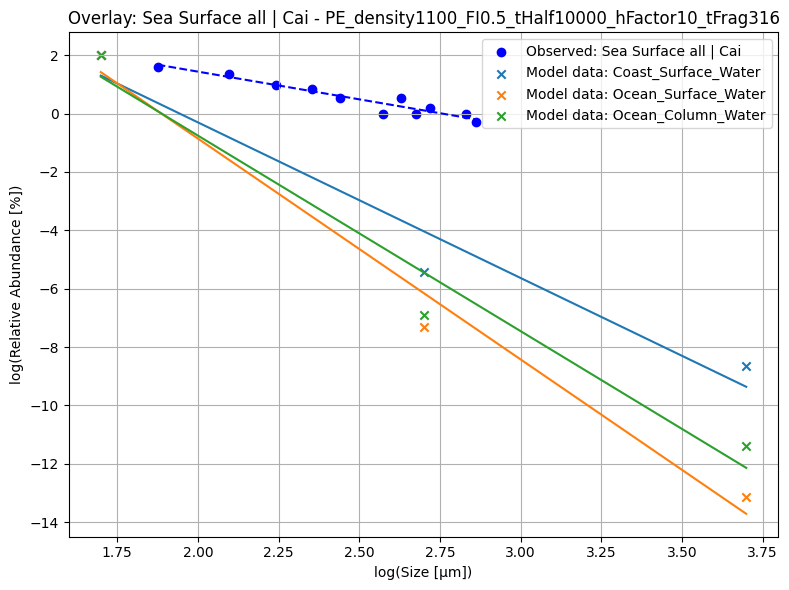 Overlay: Sea Surface all | Cai - PE_density1100_FI0.5_tHalf10000_hFactor10_tFrag316
Observed: Sea Surface all | Cai
Model data: Coast_Surface_Water
Model data: Ocean_Surface_Water
Model data: Ocean_Column_Water
log(Relative Abundance [%])
2
0
−2
−4
−6
−8
−10
−12
−14
1.75
2.00
2.25
2.50
2.75
3.00
3.25
3.50
3.75
log(Size [μm])